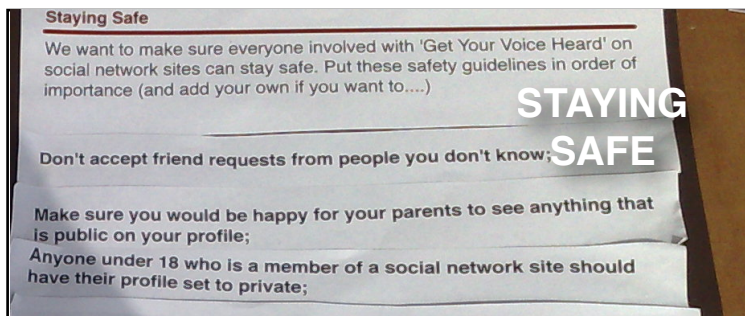 Staying Safe
We want to make sure everyone involved with 'Get Your Voice Heard' on
social network sites can stay safe. Put these safety guidelines in order of
importance (and add your own if you want to....)
STAYING
SAFE
Don't accept friend requests from people you don't know;
Make sure you would be happy for your parents to see anything that
is public on your profile;
Anyone under 18 who is a member of a social network site should
have their profile set to private;